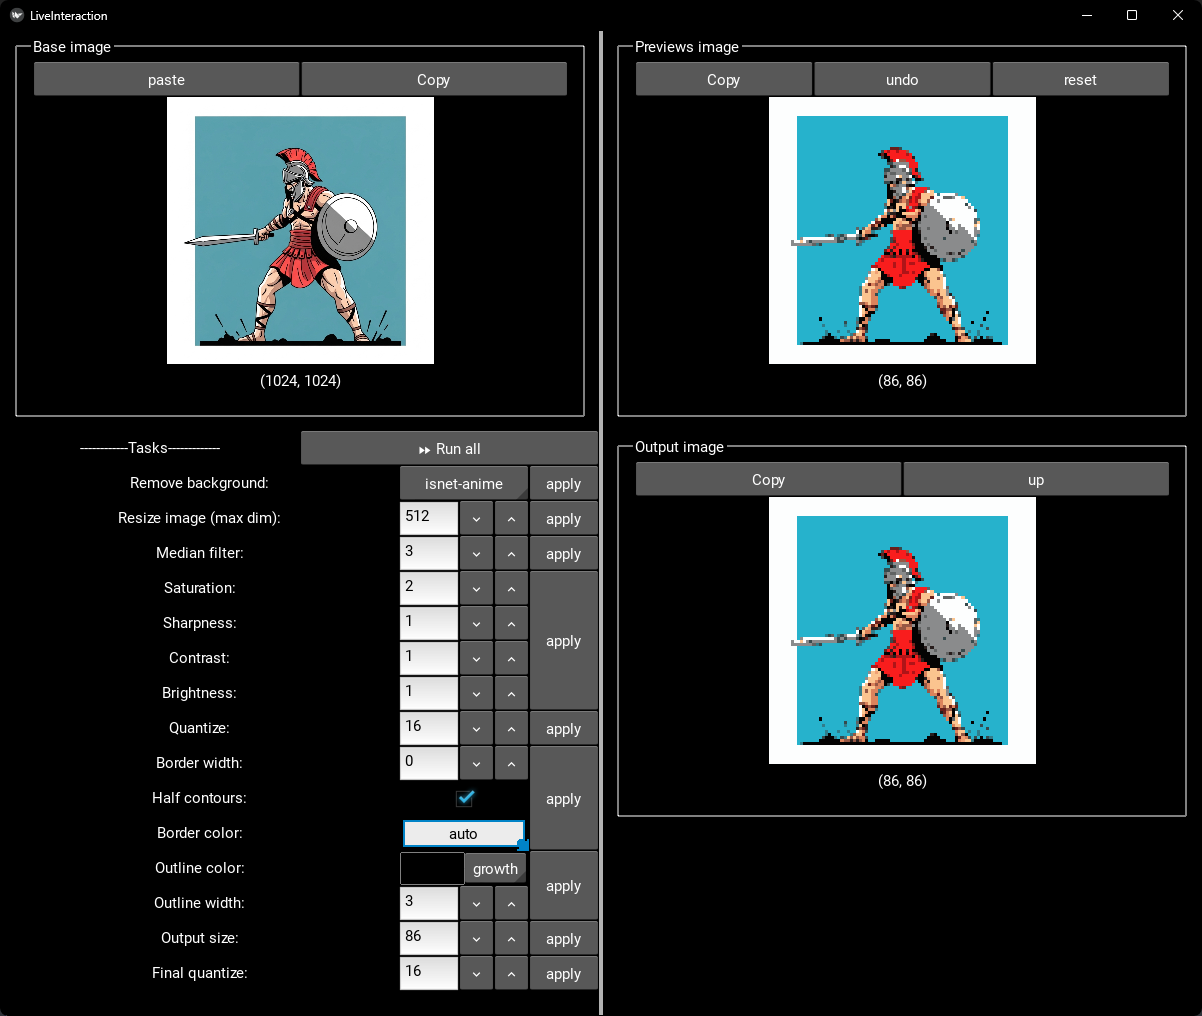 LiveInteraction
Base image
paste Copy
(1024, 1024)
Previews image
Copy undo reset
(86, 86)
------------Tasks------------- Run all
Remove background: isnet-anime apply
Resize image (max dim): 512 apply
Median filter: 3 apply
Saturation: 2
Sharpness: 1
apply
Contrast: 1
Brightness: 1
Quantize: 16 apply
Border width: 0
Half contours: apply
Border color: auto
Outline color: growth
apply
Outline width: 3
Output size: 86 apply
Final quantize: 16 apply
Output image
Copy up
(86, 86)